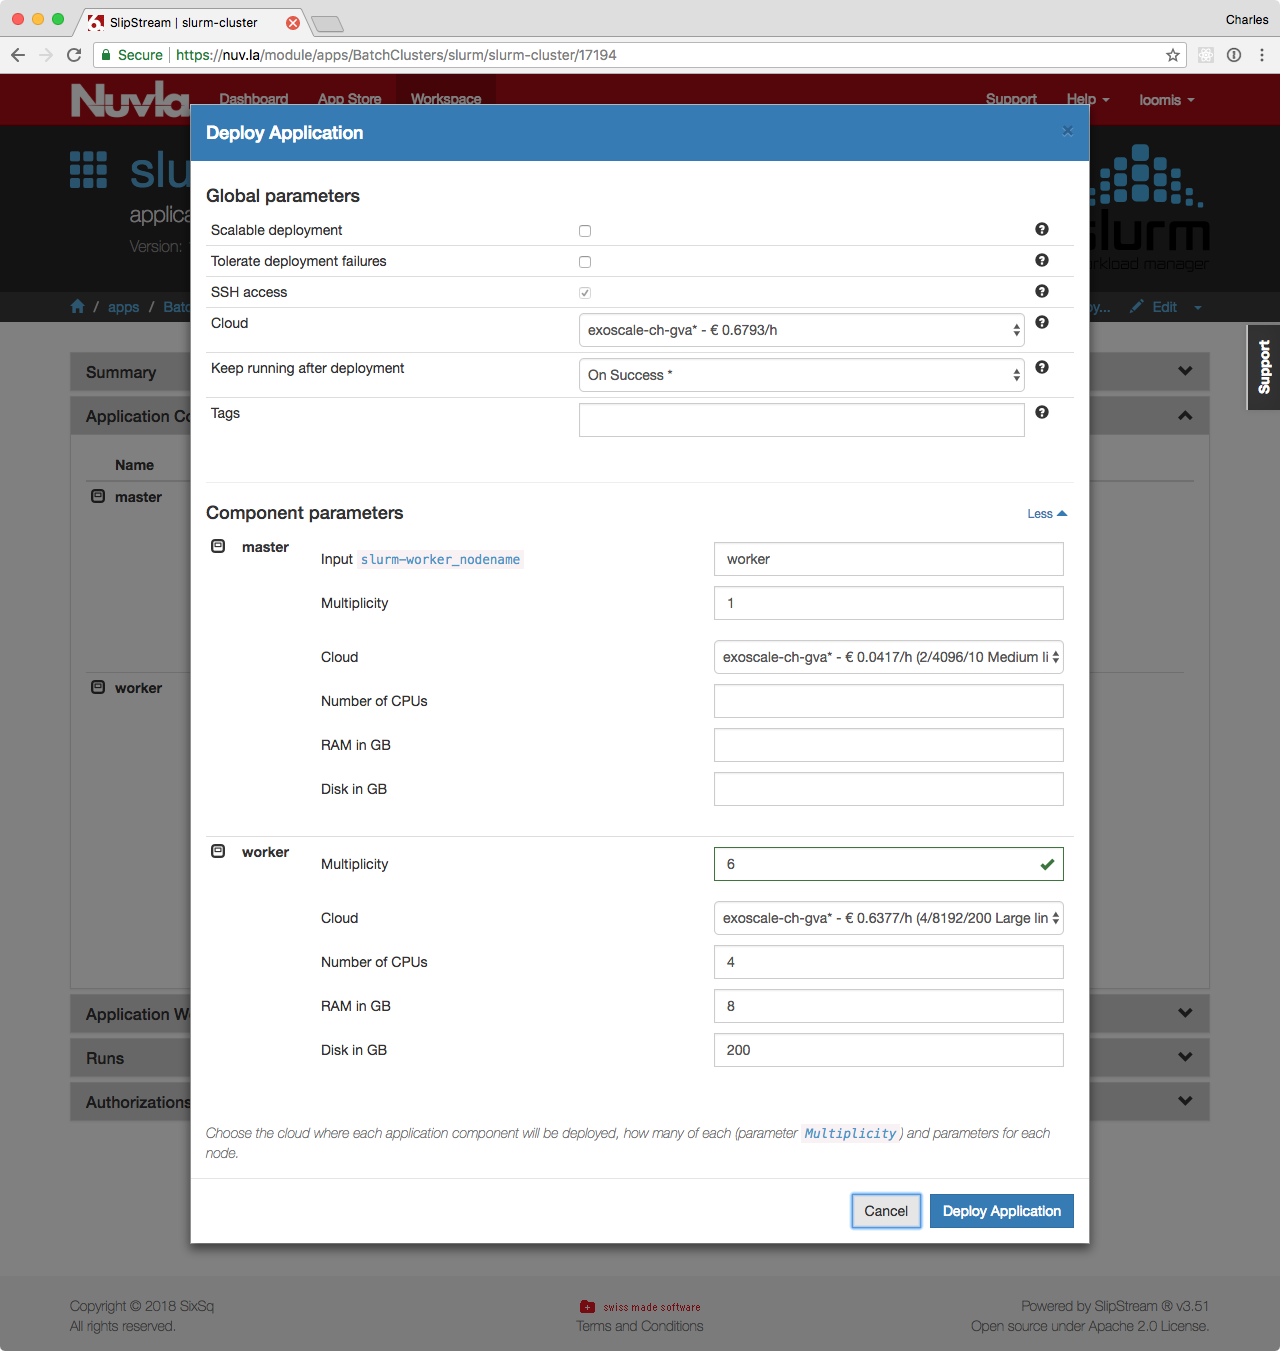 SlipStream | slurm-cluster
Charles
Secure https://nuv.la/module/apps/BatchClusters/slurm/slurm-cluster/17194
Nuvla Dashboard App Store Workspace Support Help loomis
Deploy Application ×
Global parameters
Scalable deployment
Tolerate deployment failures
SSH access
Cloud exoscale-ch-gva* - € 0.6793/h
Keep running after deployment On Success *
Tags
Component parameters Less
master
Input slurm-worker_nodename worker
Multiplicity 1
Cloud exoscale-ch-gva* - € 0.0417/h (2/4096/10 Medium li
Number of CPUs
RAM in GB
Disk in GB
worker
Multiplicity 6
Cloud exoscale-ch-gva* - € 0.6377/h (4/8192/200 Large lin
Number of CPUs 4
RAM in GB 8
Disk in GB 200
Choose the cloud where each application component will be deployed, how many of each (parameter Multiplicity) and parameters for each
node.
Cancel Deploy Application
slu
applica
Version:
slurm
rkload manager
/ apps / Batc
y... Edit
Support
Summary
Application Co
Name
master
worker
Application W
Runs
Authorizations
Copyright © 2018 SixSq
All rights reserved.
swiss made software
Terms and Conditions
Powered by SlipStream ® v3.51
Open source under Apache 2.0 License.